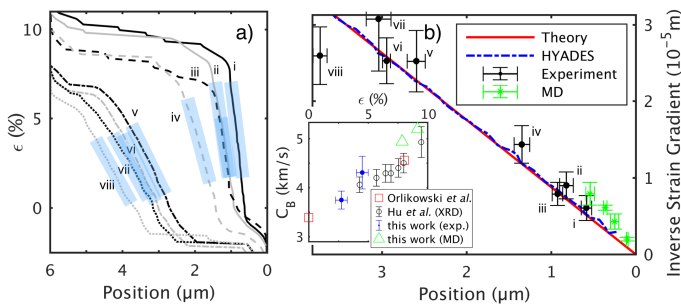 a)
10
5
0
ϵ (%)
i
ii
iii
iv
v
vi
vii
viii
6
4
2
0
Position (μm)
b)
Theory
HYADES
Experiment
MD
vii
vi
v
viii
iv
ii
iii
i
0
5
10
ϵ (%)
5
4
3
C_B (km/s)
Orlikowski et al.
Hu et al. (XRD)
this work (exp.)
this work (MD)
3
2
1
0
Position (μm)
3
2
1
0
Inverse Strain Gradient (10⁻⁵m)